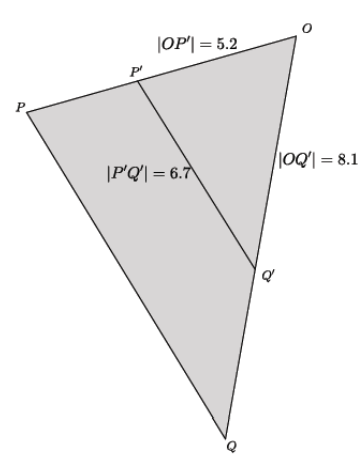 O
|OP′| = 5.2
P′
P
|OQ′| = 8.1
|P′Q′| = 6.7
Q′
Q